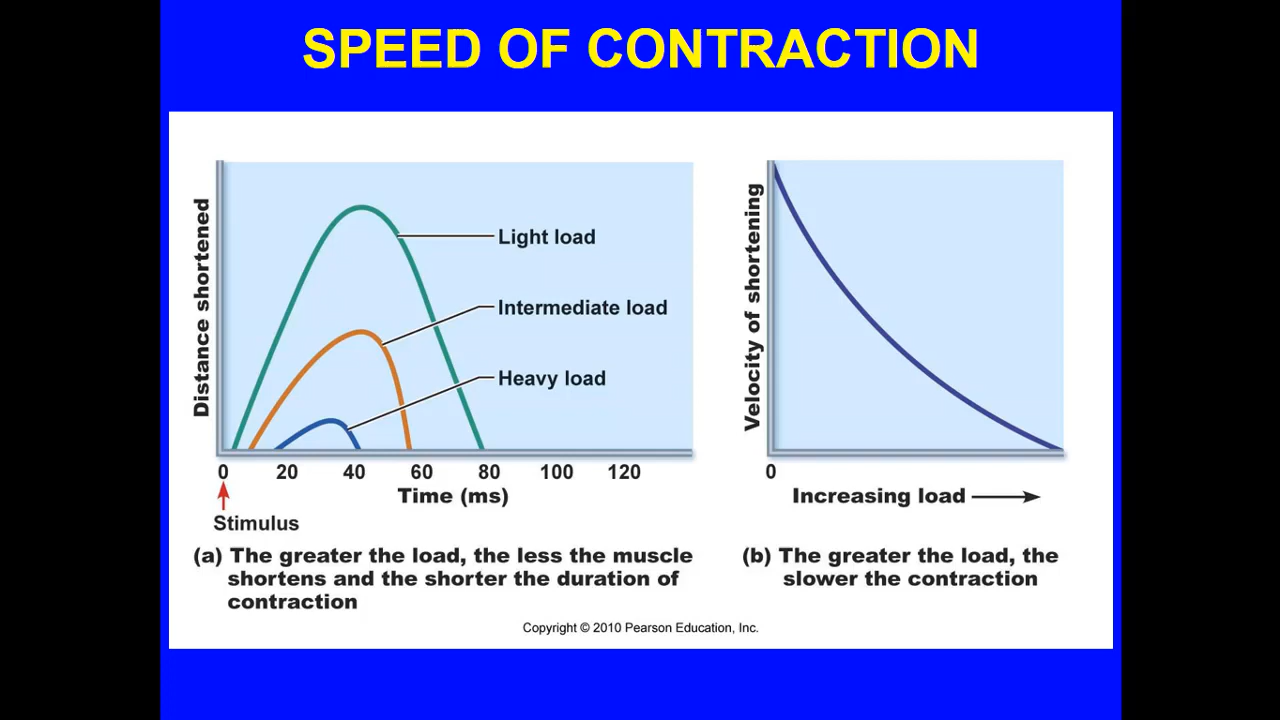 SPEED OF CONTRACTION
Distance shortened
Light load
Intermediate load
Heavy load
0 20 40 60 80 100 120
Time (ms)
Stimulus
(a) The greater the load, the less the muscle
shortens and the shorter the duration of
contraction
Velocity of shortening
0
Increasing load
(b) The greater the load, the
slower the contraction
Copyright © 2010 Pearson Education, Inc.